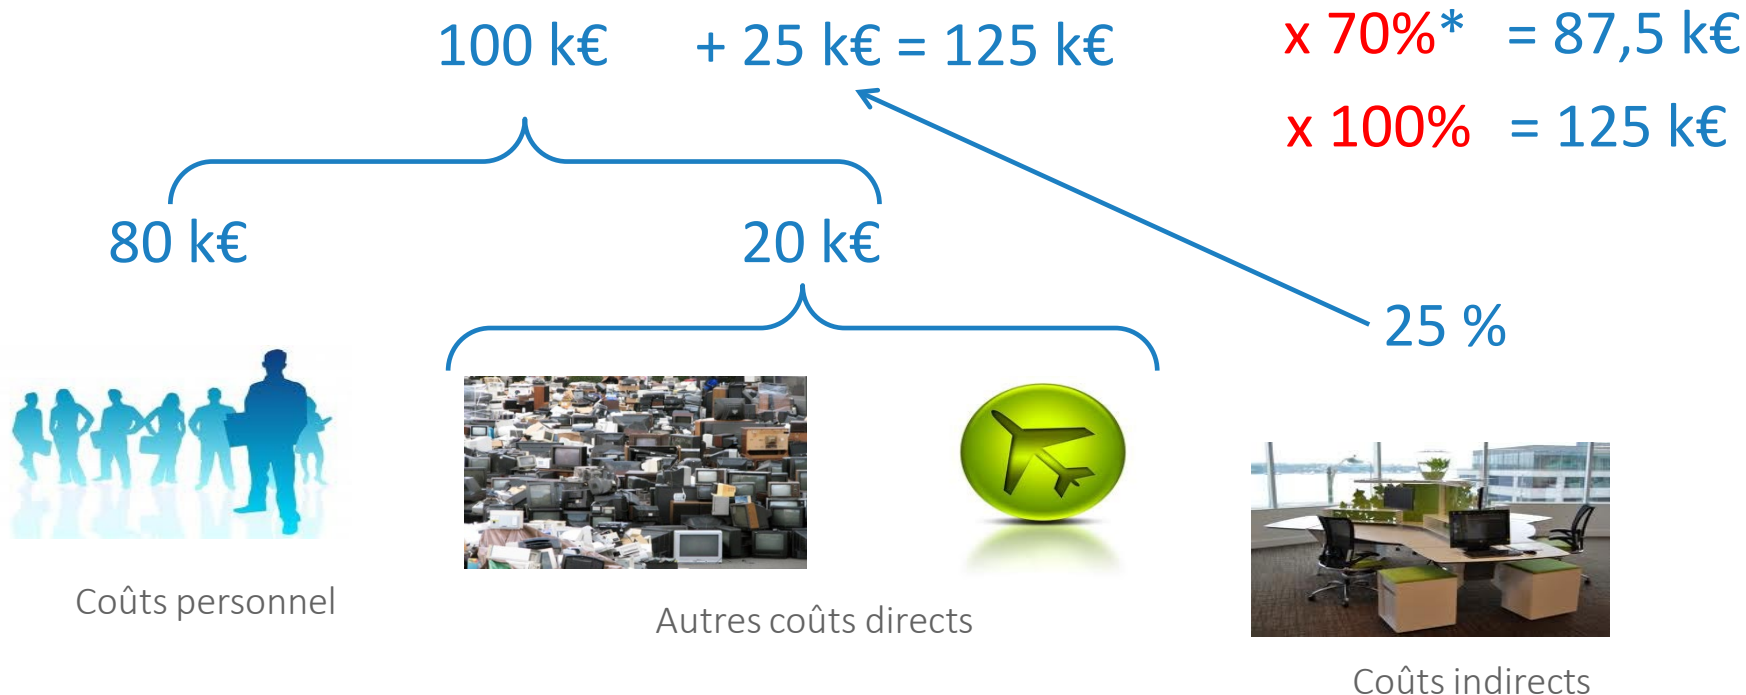 100 k€ + 25 k€ = 125 k€
x 70%* = 87,5 k€
x 100% = 125 k€
80 k€
20 k€
25 %
Coûts personnel
Autres coûts directs
Coûts indirects